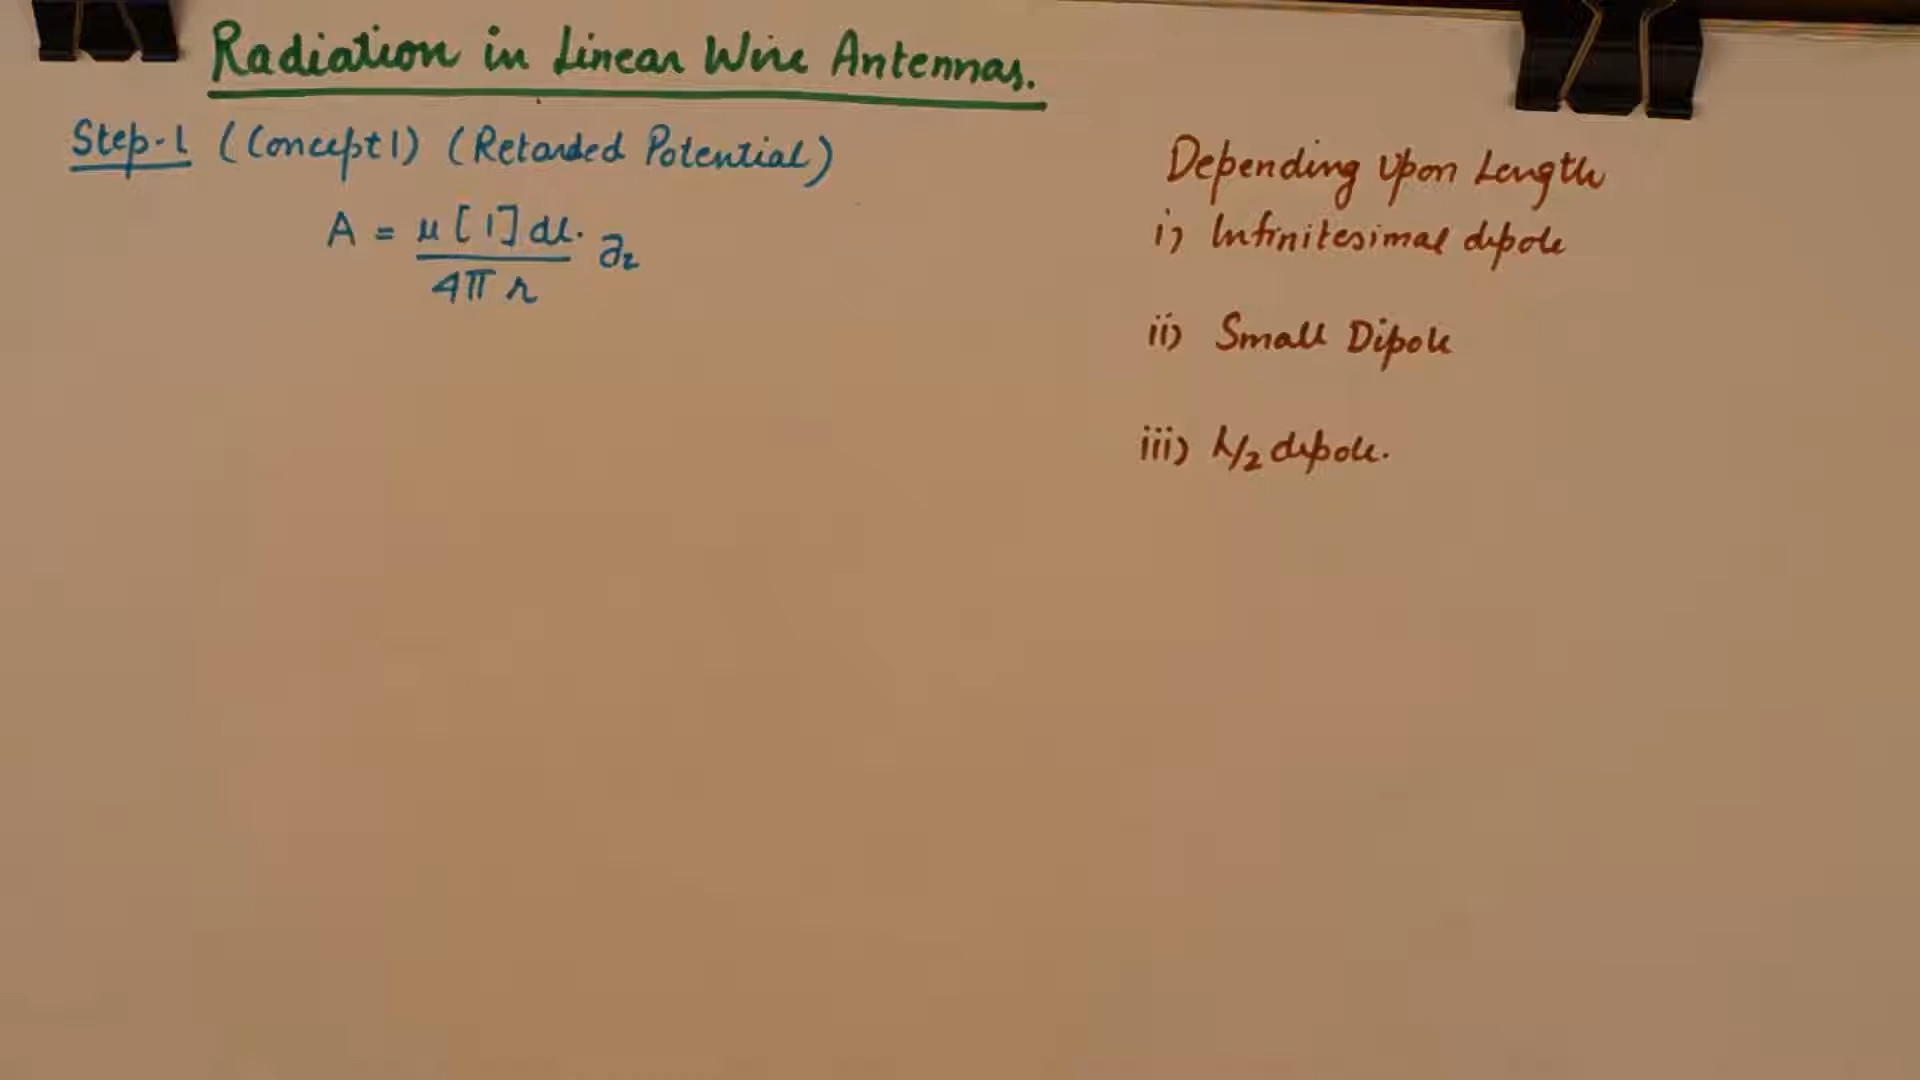 Radiation in Linear Wire Antennas.
Step-1 (Concept 1) (Retarded Potential)
A = μ [I] dl. / 4π r  a_z
Depending Upon Length
i) Infinitesimal dipole
ii) Small Dipole
iii) λ/2 dipole.